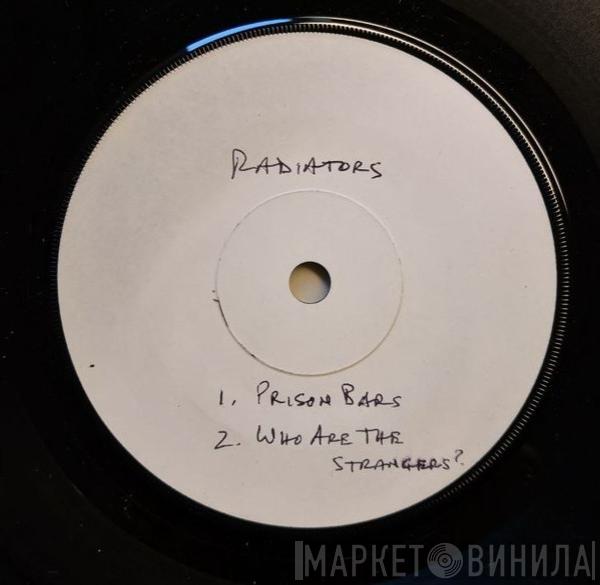 RADIATORS
1. PRISON BARS
2. WHO ARE THE
STRANGERS?
МАРКЕТ ВИНИЛА